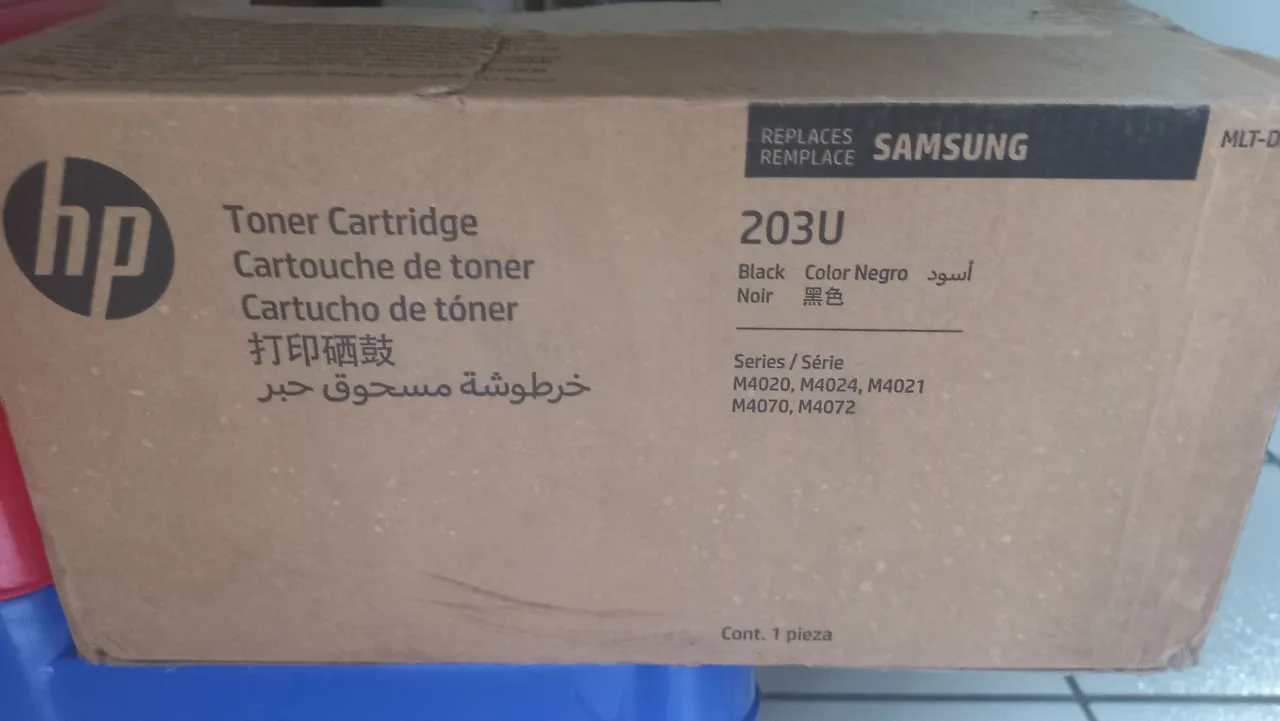 hp
Toner Cartridge
Cartouche de toner
Cartucho de tóner
打印硒鼓
خرطوشة مسحوق حبر
REPLACES
REMPLACE
SAMSUNG
MLT-D
203U
Black Color Negro أسود
Noir 黑色
Series / Série
M4020, M4024, M4021
M4070, M4072
Cont. 1 pieza